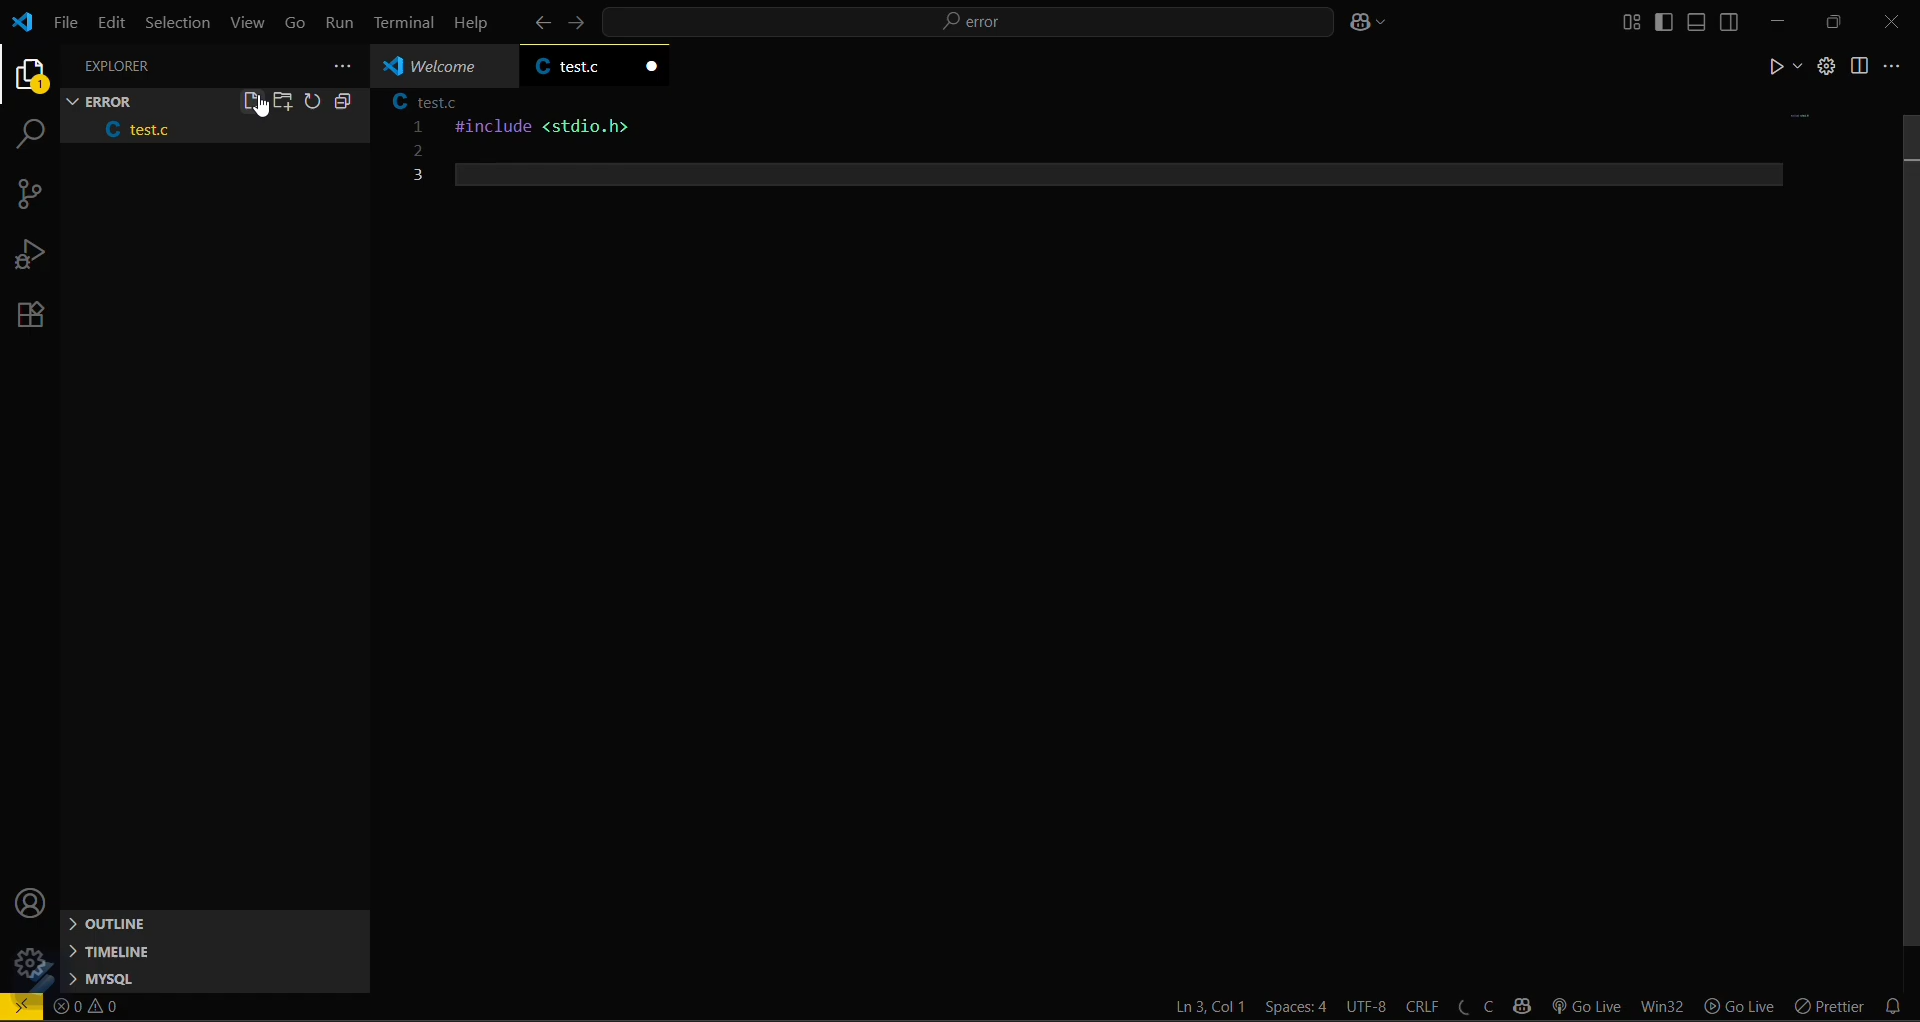 File Edit Selection View Go Run Terminal Help error
EXPLORER Welcome test.c
1
ERROR
test.c
C test.c
C test.c
1 #include <stdio.h>
2
3
OUTLINE
TIMELINE
MYSQL
0 0 Ln 3, Col 1 Spaces: 4 UTF-8 CRLF C Go Live Win32 Go Live Prettier